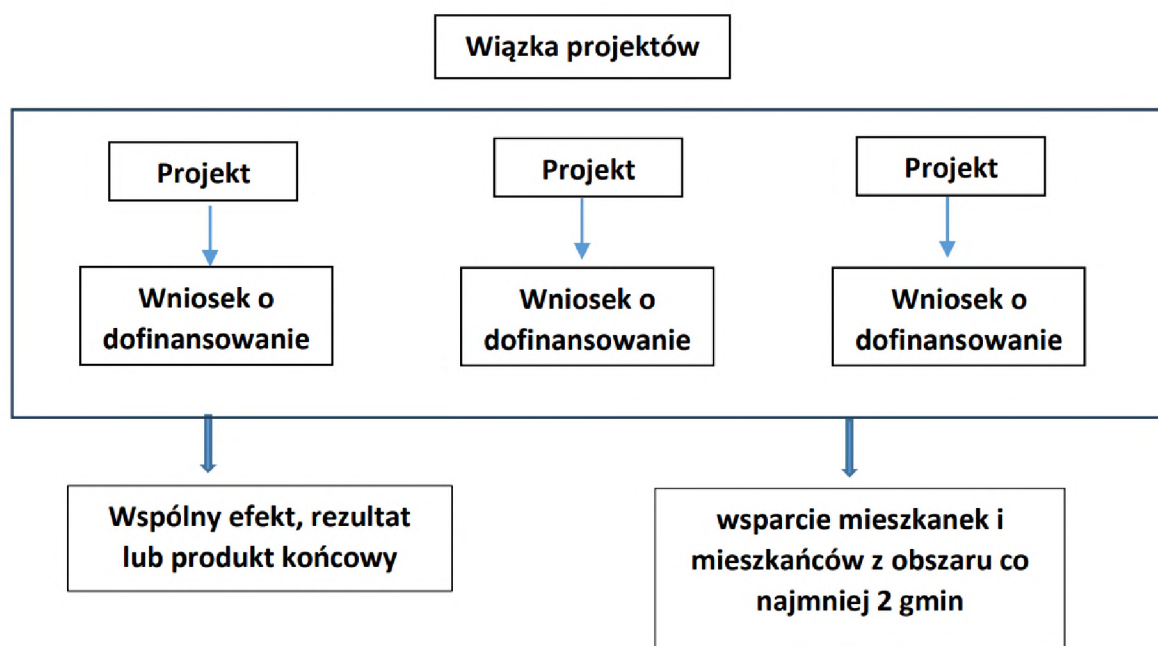 Wiązka projektów
Projekt
Projekt
Projekt
Wniosek o
dofinansowanie
Wniosek o
dofinansowanie
Wniosek o
dofinansowanie
Wspólny efekt, rezultat
lub produkt końcowy
wsparcie mieszkanek i
mieszkańców z obszaru co
najmniej 2 gmin